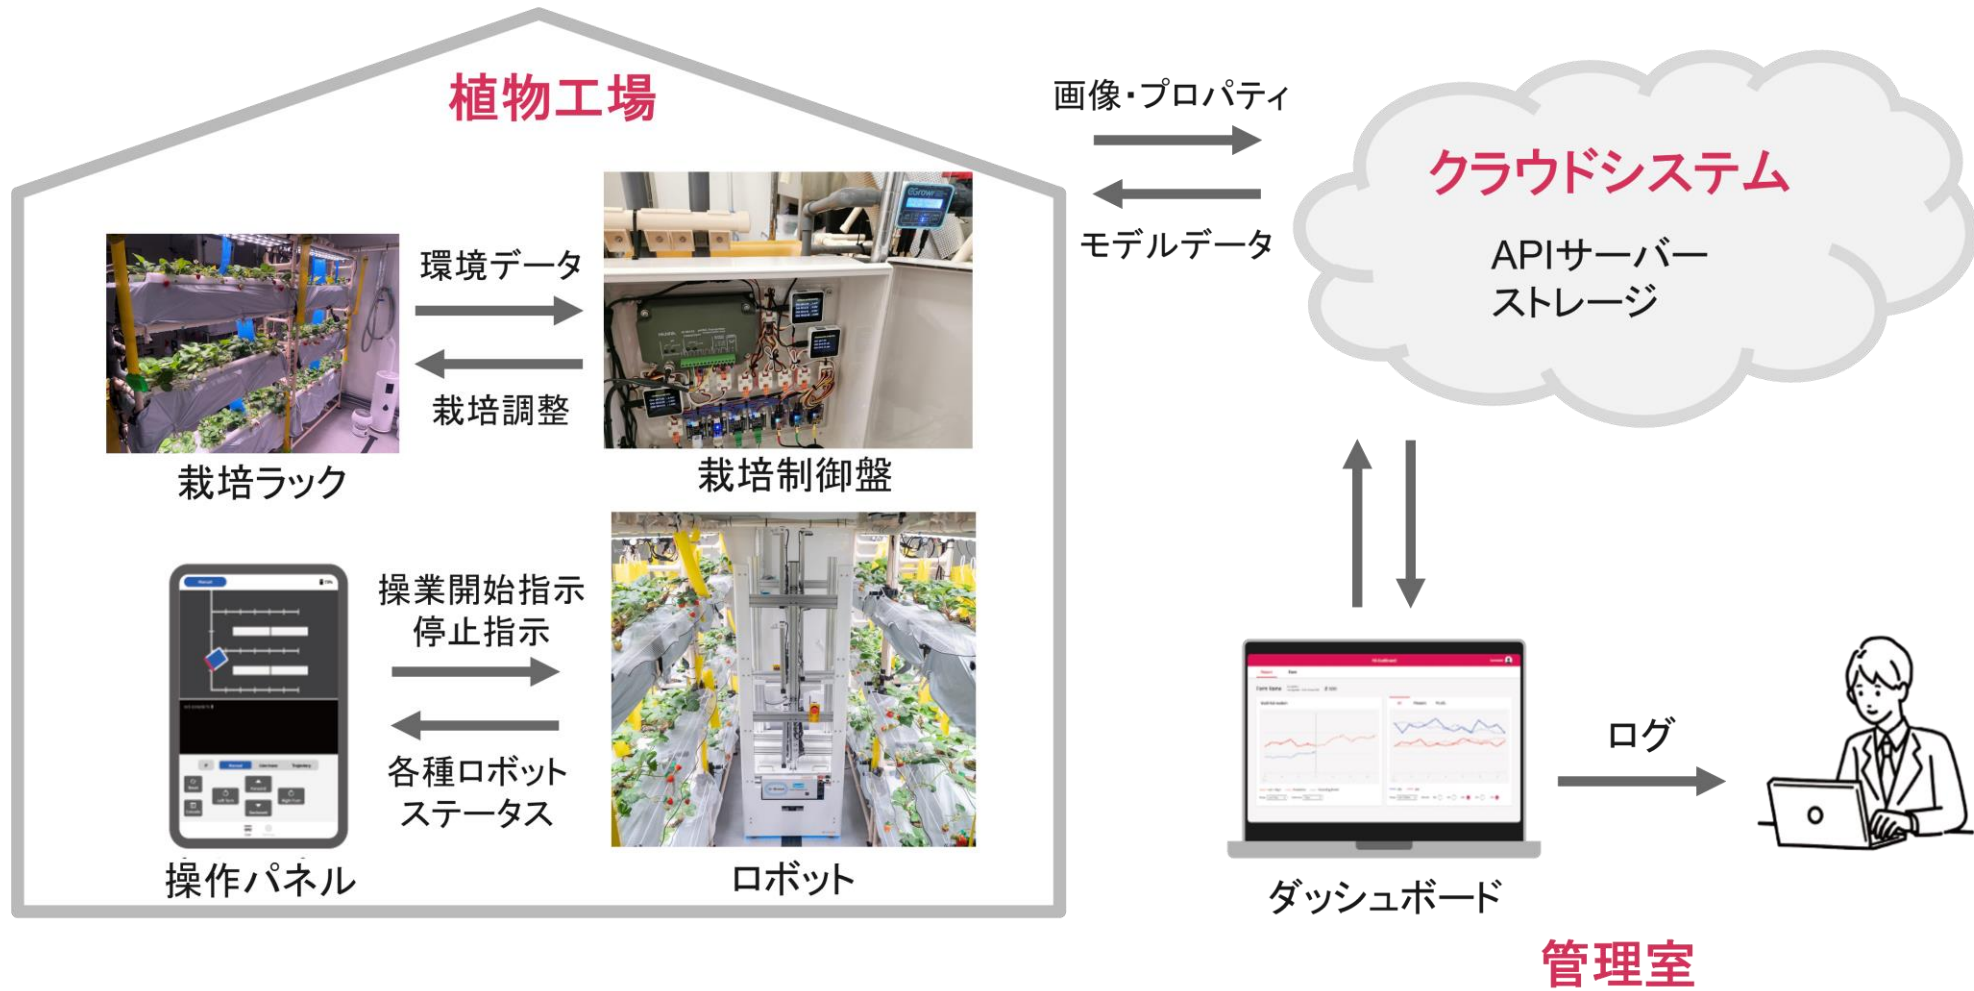 植物工場
画像・プロパティ
モデルデータ
クラウドシステム
APIサーバー
ストレージ
環境データ
栽培調整
栽培ラック
栽培制御盤
操業開始指示
停止指示
各種ロボット
ステータス
操作パネル
ロボット
ログ
ダッシュボード
管理室
Manual
Farm Name